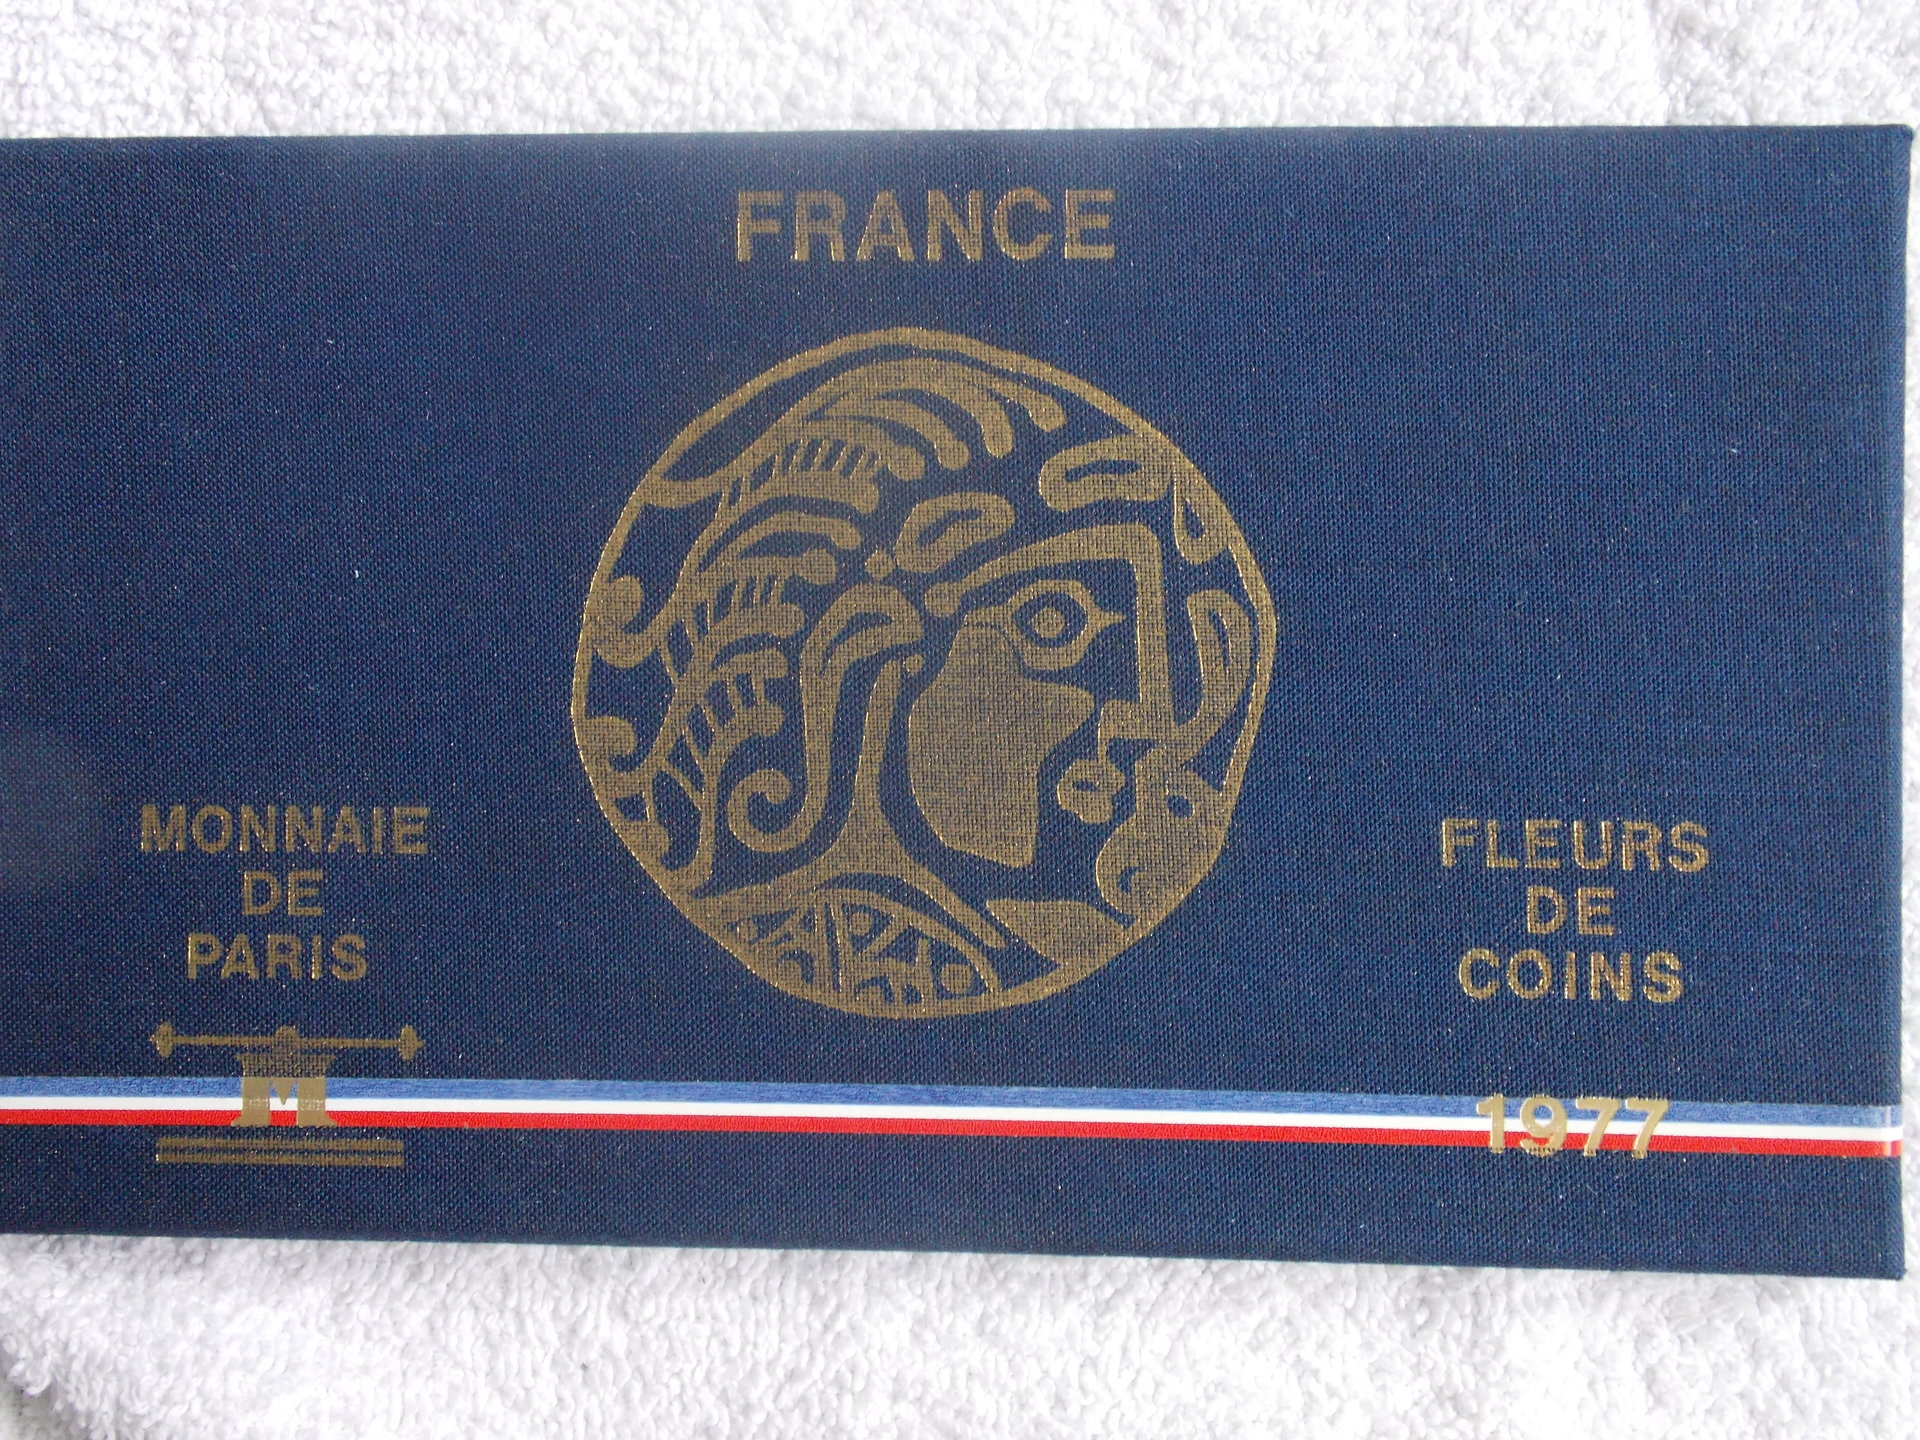 FRANCE
MONNAIE
DE
PARIS
M
FLEURS
DE
COINS
1977